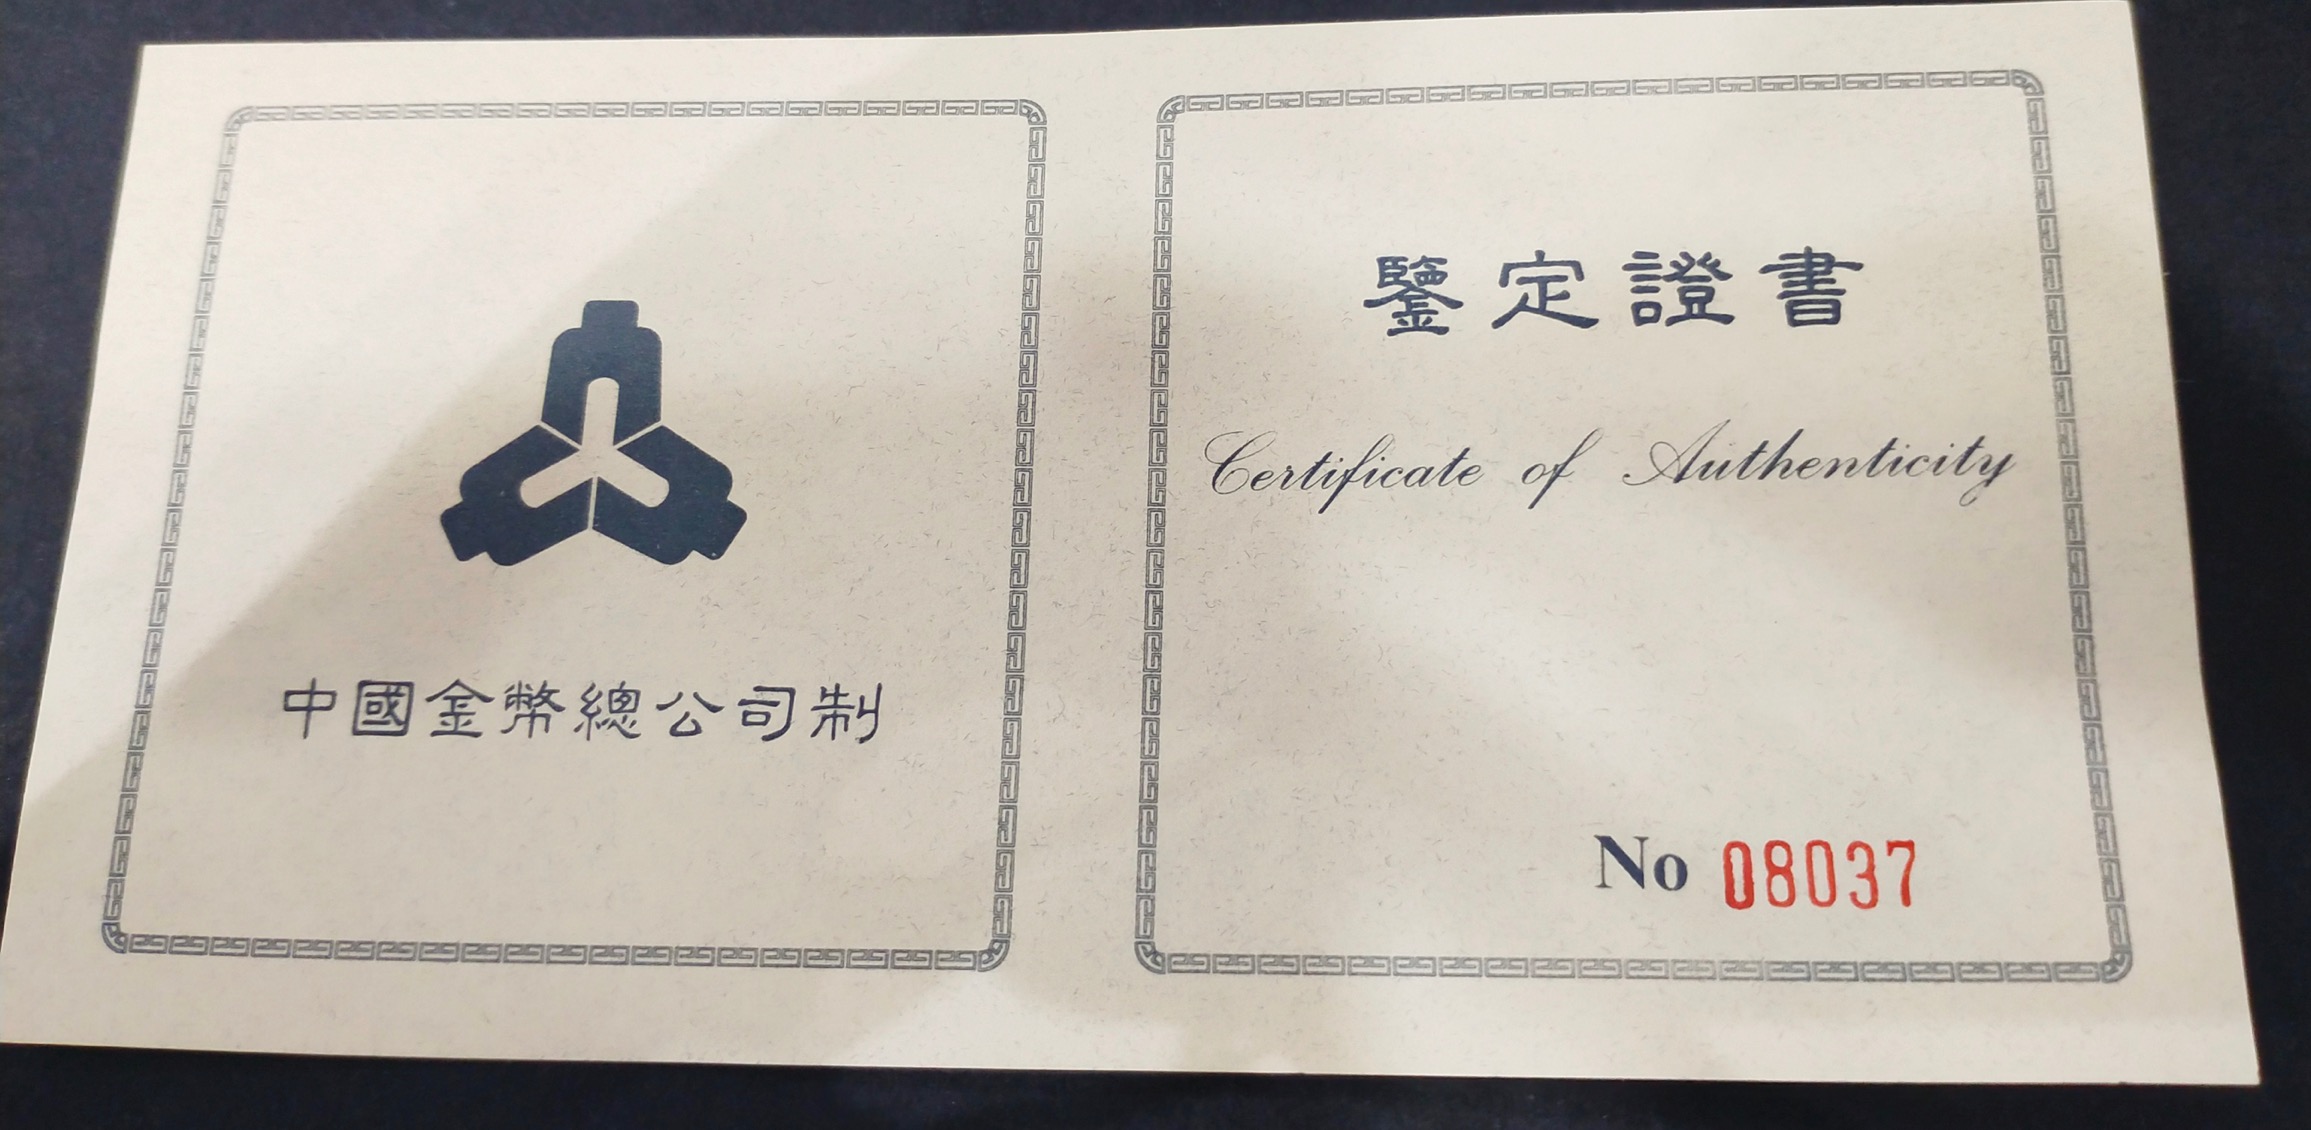 中國金幣總公司制
鑒定證書
Certificate of Authenticity
No 08037